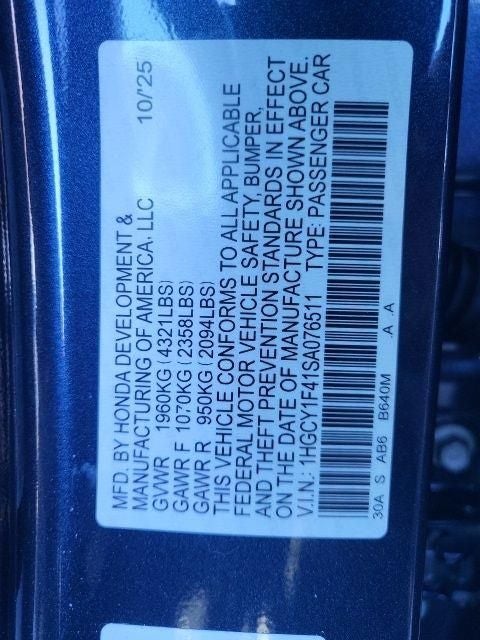 MFD. BY HONDA DEVELOPMENT & 10/'25
MANUFACTURING OF AMERICA. LLC
GVWR 1960KG(4321LBS)
GAWR F 1070KG(2358LBS)
GAWR R 950KG(2094LBS)
THIS VEHICLE CONFORMS TO ALL APPLICABLE
FEDERAL MOTOR VEHICLE SAFETY, BUMPER,
AND THEFT PREVENTION STANDARDS IN EFFECT
ON THE DATE OF MANUFACTURE SHOWN ABOVE.
V.I.N.: 1HGCY1F41SA076511 TYPE: PASSENGER CAR
30A S AB6 B640M .A .A